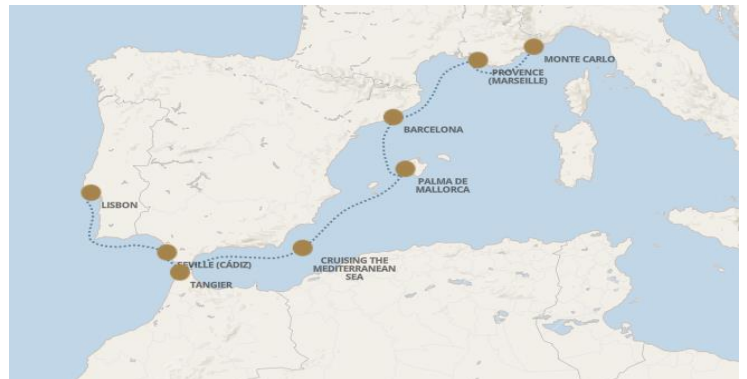 MONTE CARLO
PROVENCE
(MARSEILLE)
BARCELONA
PALMA DE
MALLORCA
LISBON
SEVILLE (CÁDIZ)
CRUISING THE
MEDITERRANEAN
SEA
TANGIER